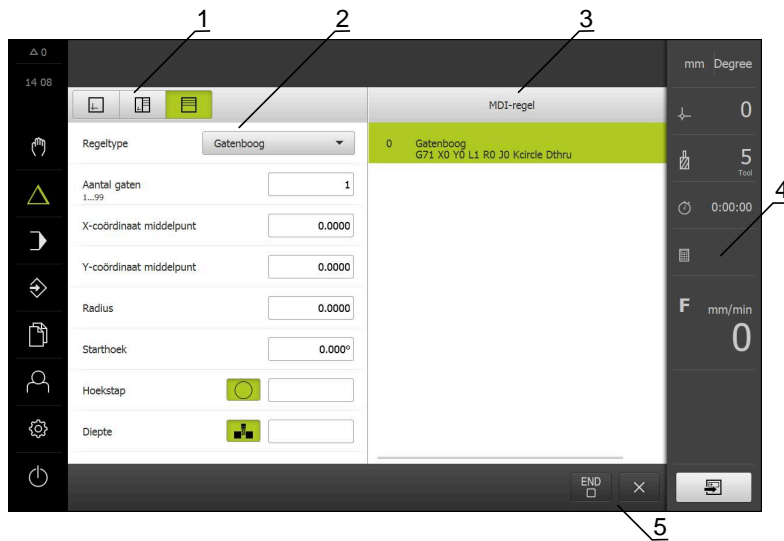 1 2 3
△ 0
14 08
mm Degree
MDI-regel
0
Regeltype Gatenboog
0 Gatenboog
G71 X0 Y0 L1 R0 J0 Kcircle Dthru
5
Tool
Aantal gaten 1
1...99
4
X-coördinaat middelpunt 0.0000
0:00:00
Y-coördinaat middelpunt 0.0000
Radius 0.0000
F mm/min
0
Starthoek 0.000°
Hoekstap
Diepte
END
5